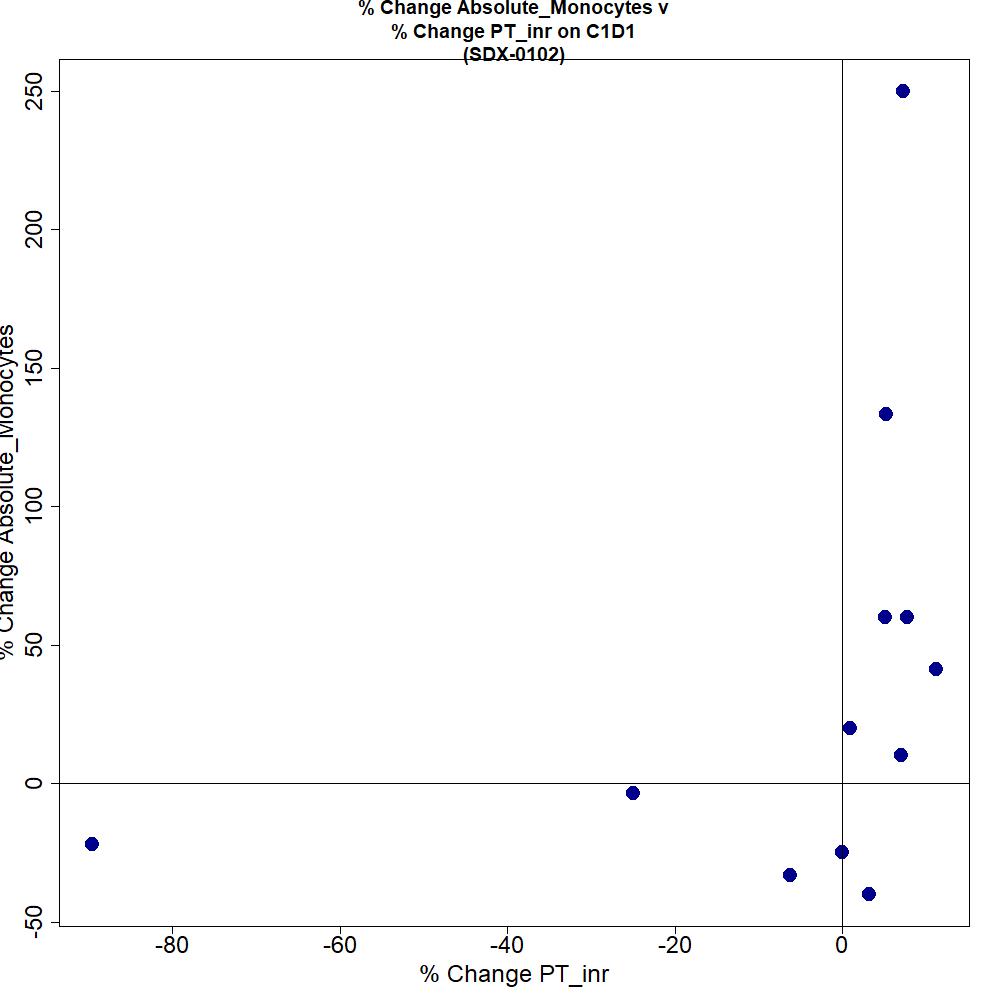 % Change Absolute_Monocytes v
% Change PT_inr on C1D1
(SDX-0102)
% Change Absolute_Monocytes
250
200
150
100
50
0
-50
-80 -60 -40 -20 0
% Change PT_inr